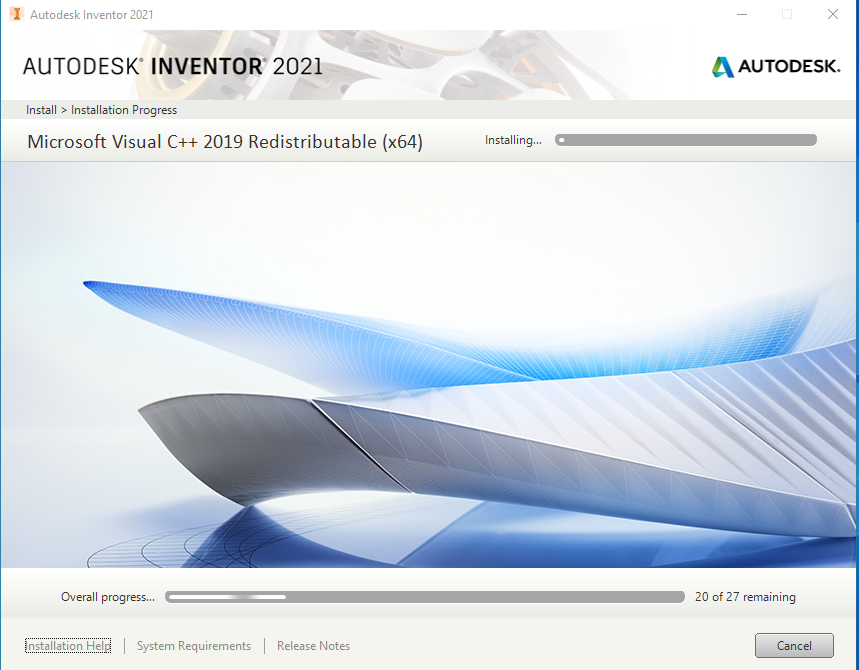 Autodesk Inventor 2021
AUTODESK® INVENTOR® 2021
AUTODESK.
Install > Installation Progress
Microsoft Visual C++ 2019 Redistributable (x64)
Installing...
Overall progress...
20 of 27 remaining
Installation Help
System Requirements
Release Notes
Cancel